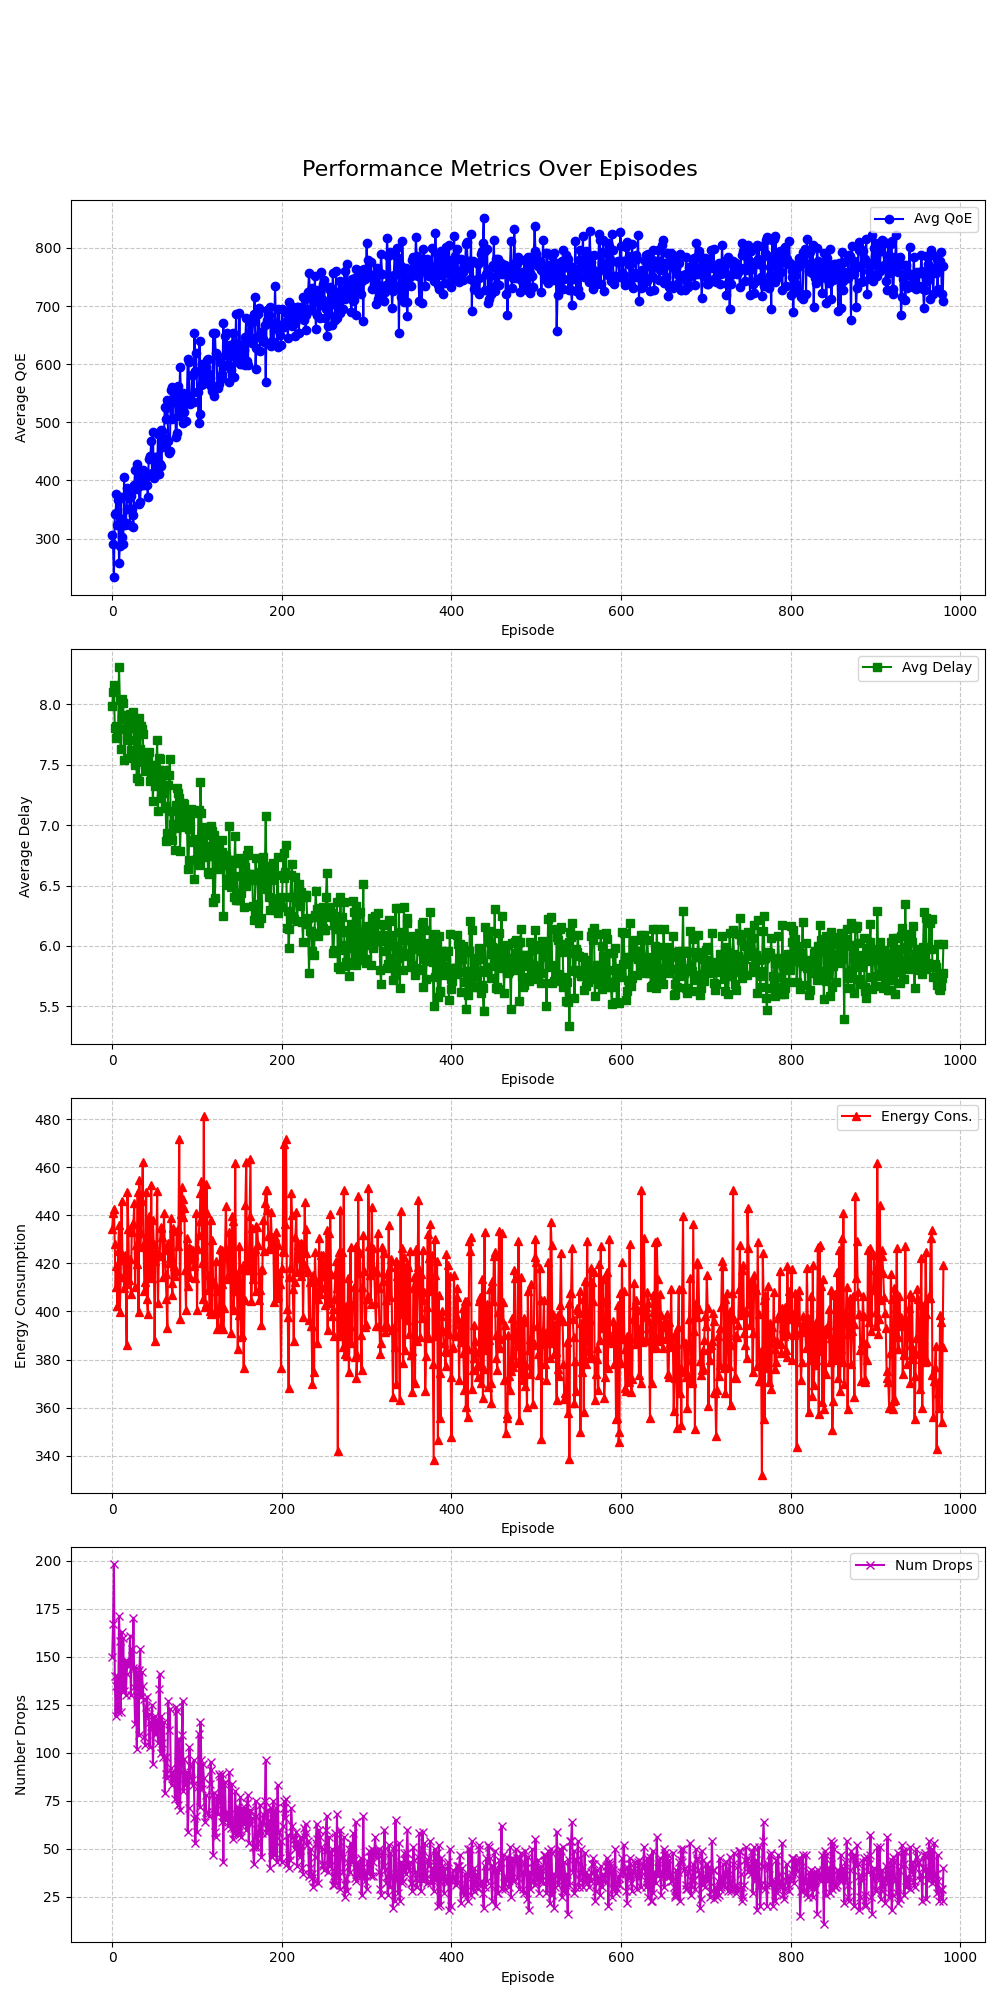 Performance Metrics Over Episodes
Avg QoE
Average QoE
800
700
600
500
400
300
0 200 400 600 800 1000
Episode
Avg Delay
Average Delay
8.0
7.5
7.0
6.5
6.0
5.5
0 200 400 600 800 1000
Episode
Energy Cons.
Energy Consumption
480
460
440
420
400
380
360
340
0 200 400 600 800 1000
Episode
Num Drops
Number Drops
200
175
150
125
100
75
50
25
0 200 400 600 800 1000
Episode